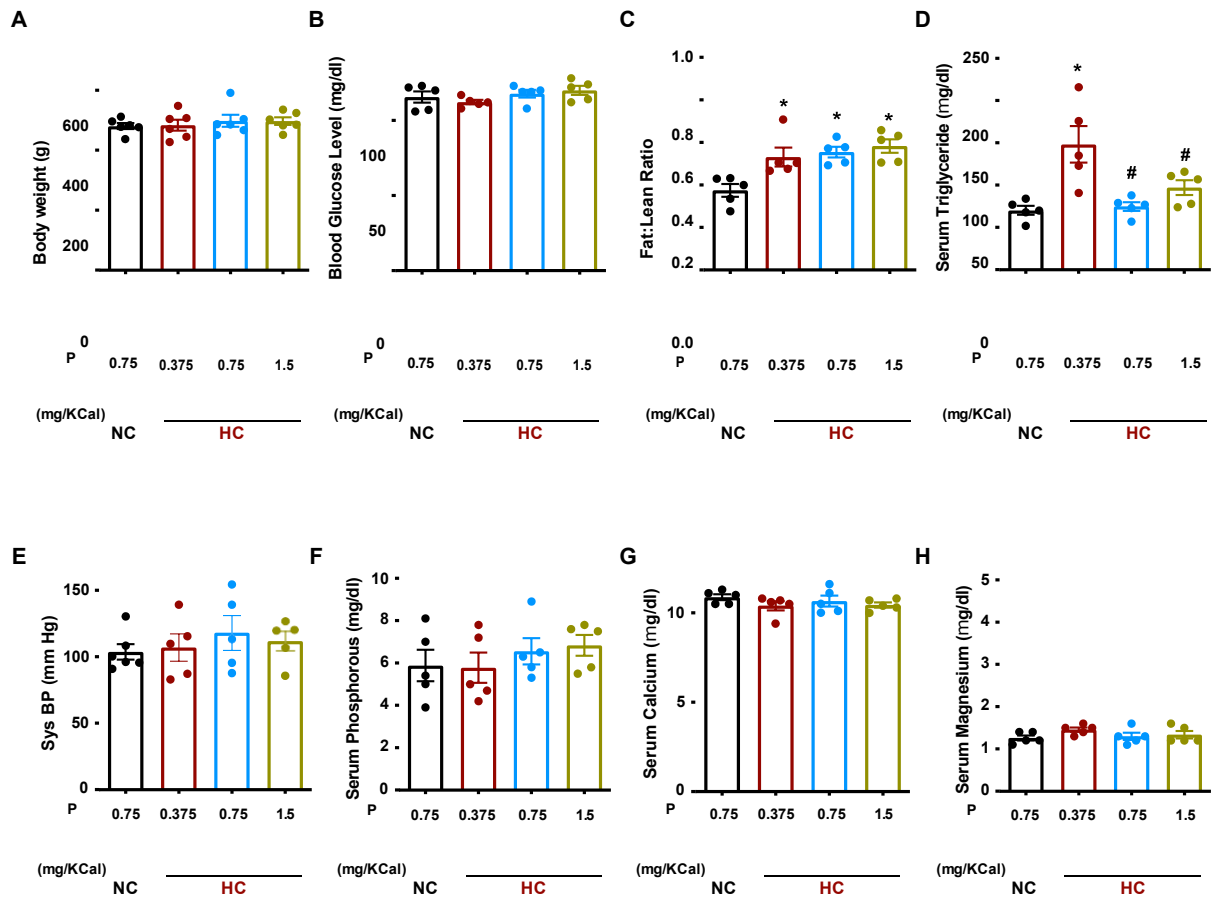 A
B
C
D
Body weight (g)
600
400
200
0
P
0.75
0.375
0.75
1.5
(mg/KCal)
NC
HC
Blood Glucose Level (mg/dl)
100
50
0
P
0.75
0.375
0.75
1.5
(mg/KCal)
NC
HC
Fat:Lean Ratio
1.0
0.8
0.6
0.4
0.2
0.0
P
*
*
*
0.75
0.375
0.75
1.5
(mg/KCal)
NC
HC
Serum Triglyceride (mg/dl)
250
200
150
100
50
0
P
*
#
#
0.75
0.375
0.75
1.5
(mg/KCal)
NC
HC
E
F
G
H
Sys BP (mm Hg)
150
100
50
0
P
0.75
0.375
0.75
1.5
(mg/KCal)
NC
HC
Serum Phosphorous (mg/dl)
10
8
6
4
2
0
P
0.75
0.375
0.75
1.5
(mg/KCal)
NC
HC
Serum Calcium (mg/dl)
10
5
0
P
0.75
0.375
0.75
1.5
(mg/KCal)
NC
HC
Serum Magnesium (mg/dl)
5
4
3
2
1
0
P
0.75
0.375
0.75
1.5
(mg/KCal)
NC
HC